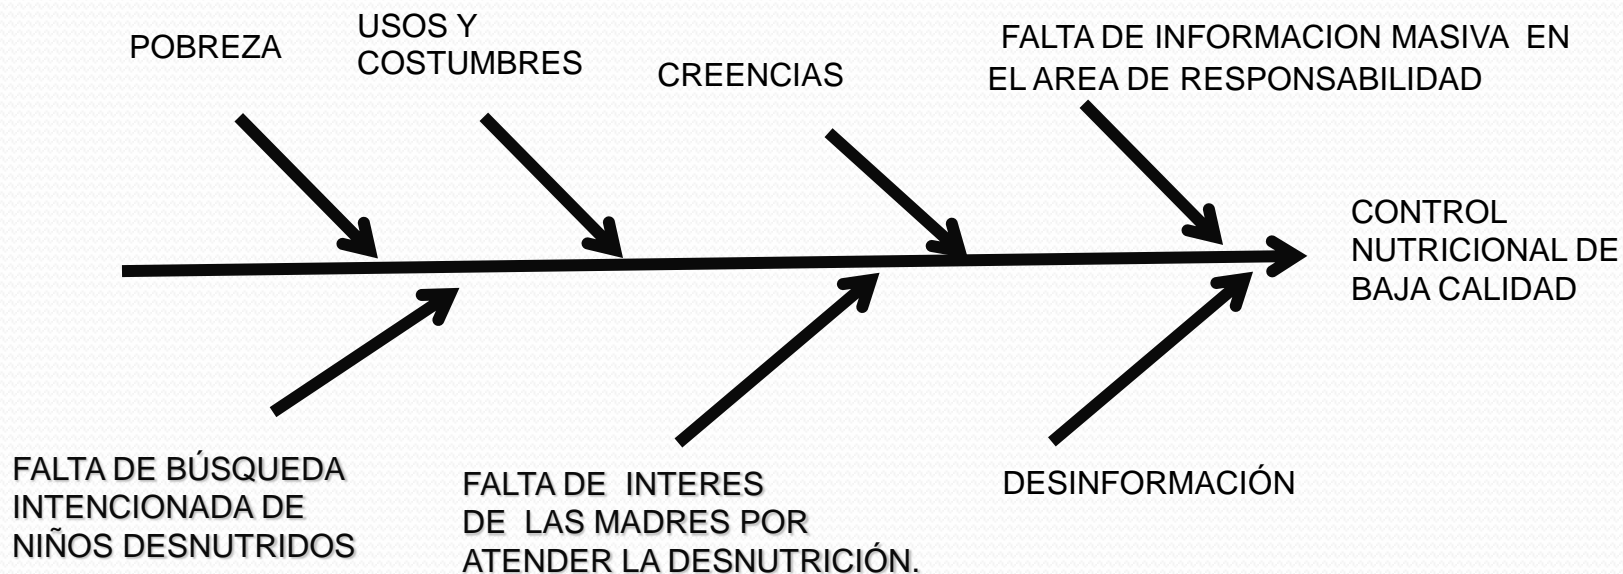 POBREZA
USOS Y
COSTUMBRES
CREENCIAS
FALTA DE INFORMACION MASIVA EN
EL AREA DE RESPONSABILIDAD
CONTROL
NUTRICIONAL DE
BAJA CALIDAD
FALTA DE BÚSQUEDA
INTENCIONADA DE
NIÑOS DESNUTRIDOS
FALTA DE INTERES
DE LAS MADRES POR
ATENDER LA DESNUTRICIÓN.
DESINFORMACIÓN